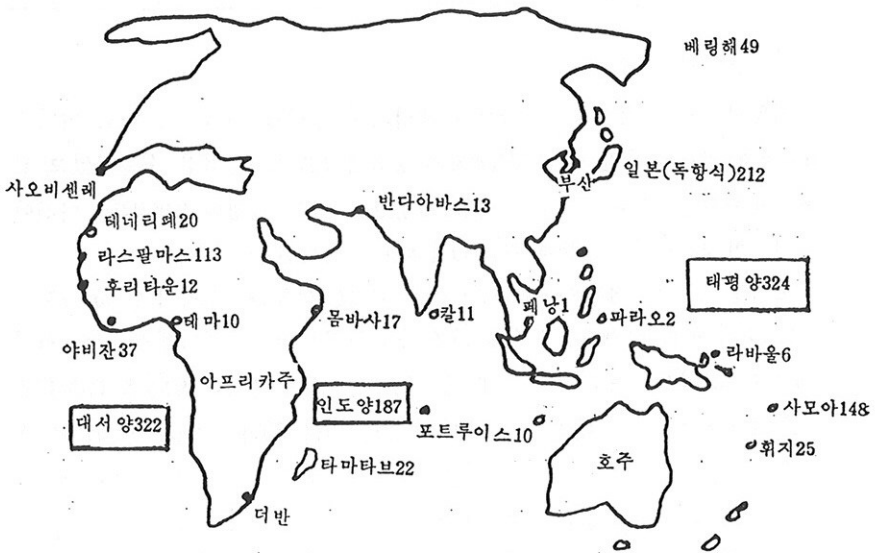 베링해49
일본(독항식)212
부산
사오비센레
반다아바스13
테네리페20
라스팔마스113
태평양324
후리타운12
페낭1
테마10
몸바사17
칼11
파라오2
야비잔37
라바울6
아프리카주
인도양187
사모아148
대서양322
포트루이스10
휘지25
호주
타마타브22
더반